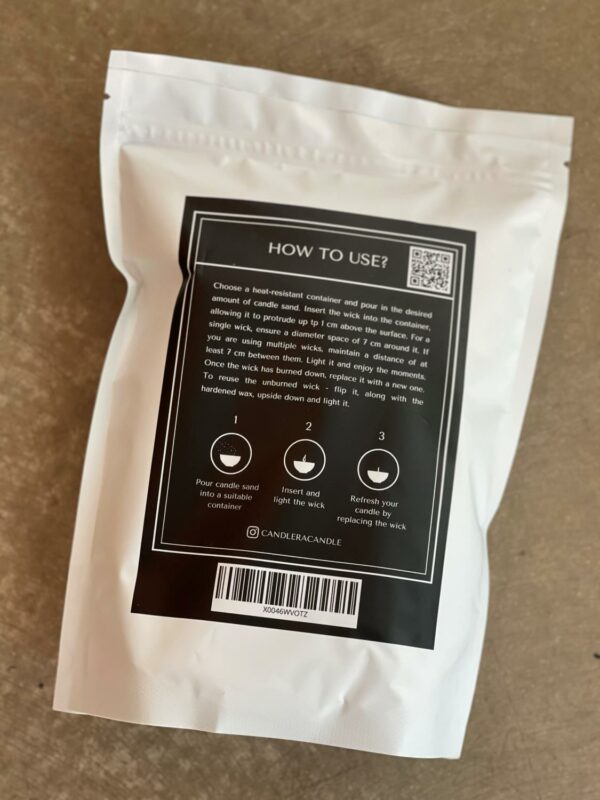 HOW TO USE?
Choose a heat-resistant container and pour in the desired
amount of candle sand. Insert the wick into the container,
allowing it to protrude up tp 1 cm above the surface. For a
single wick, ensure a diameter space of 7 cm around it. If
you are using multiple wicks, maintain a distance of at
least 7 cm between them. Light it and enjoy the moments.
Once the wick has burned down, replace it with a new one.
To reuse the unburned wick - flip it, along with the
hardened wax, upside down and light it.
1
Pour candle sand
into a suitable
container
2
Insert and
light the wick
3
Refresh your
candle by
replacing the wick
CANDLERACANDLE
X0046WVOTZ